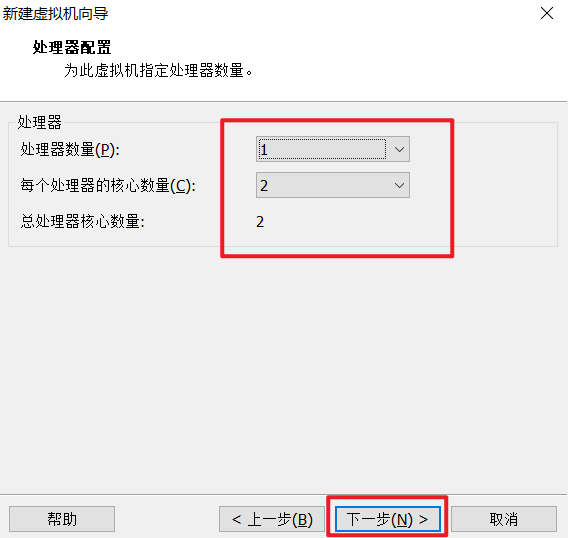 新建虚拟机向导
处理器配置
为此虚拟机指定处理器数量。
处理器
处理器数量(P):
1
每个处理器的核心数量(C):
2
总处理器核心数量:
2
帮助
< 上一步(B)
下一步(N) >
取消